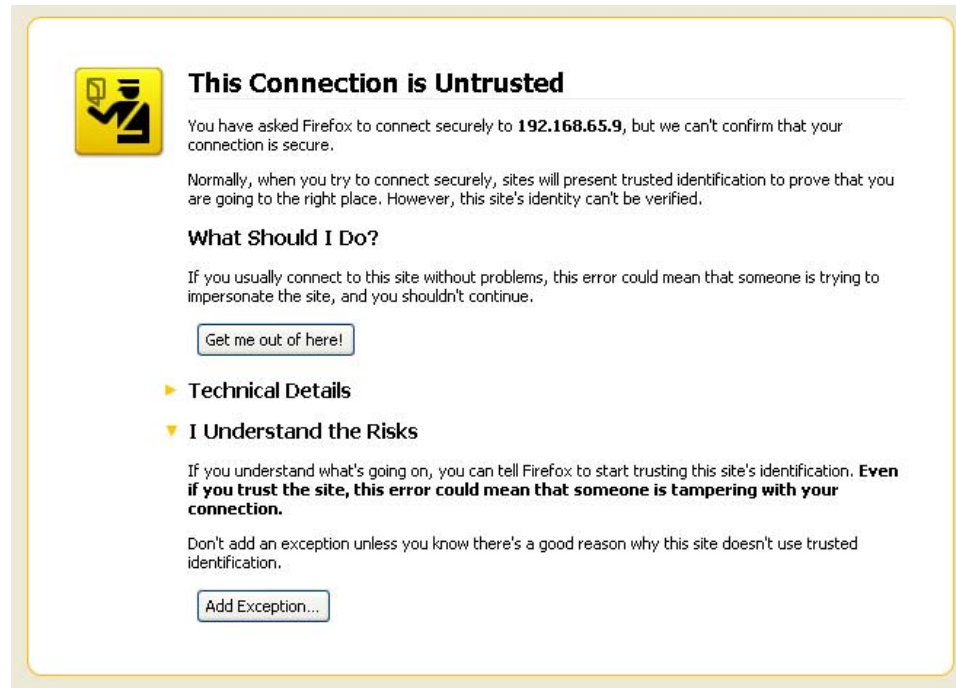 This Connection is Untrusted
You have asked Firefox to connect securely to 192.168.65.9, but we can't confirm that your
connection is secure.
Normally, when you try to connect securely, sites will present trusted identification to prove that you
are going to the right place. However, this site's identity can't be verified.
What Should I Do?
If you usually connect to this site without problems, this error could mean that someone is trying to
impersonate the site, and you shouldn't continue.
Get me out of here!
Technical Details
I Understand the Risks
If you understand what's going on, you can tell Firefox to start trusting this site's identification. Even
if you trust the site, this error could mean that someone is tampering with your
connection.
Don't add an exception unless you know there's a good reason why this site doesn't use trusted
identification.
Add Exception...